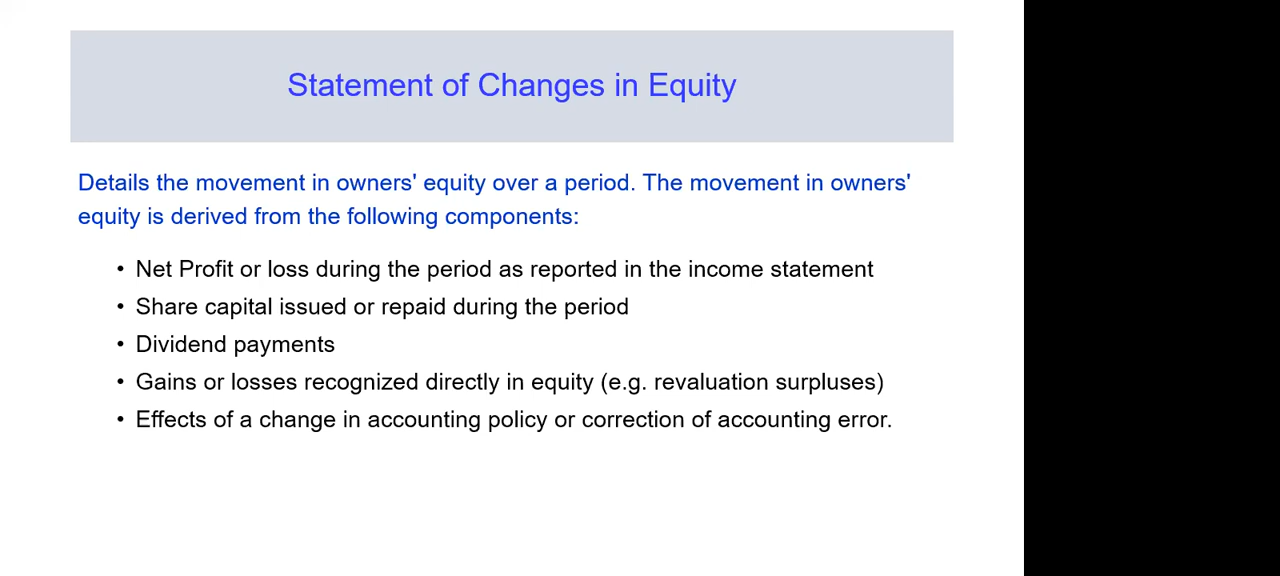 Statement of Changes in Equity
Details the movement in owners' equity over a period. The movement in owners'
equity is derived from the following components:
• Net Profit or loss during the period as reported in the income statement
• Share capital issued or repaid during the period
• Dividend payments
• Gains or losses recognized directly in equity (e.g. revaluation surpluses)
• Effects of a change in accounting policy or correction of accounting error.